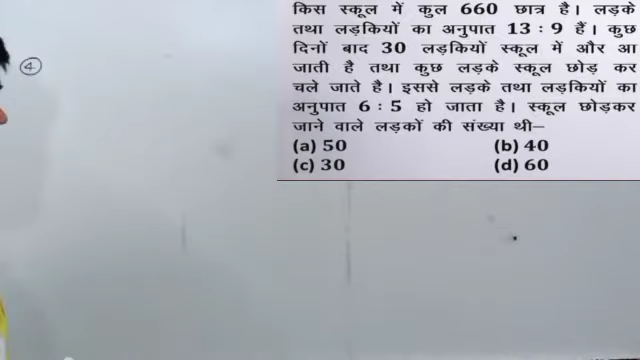 किस स्कूल में कुल 660 छात्र है। लड़के
तथा लड़कियों का अनुपात 13 : 9 हैं। कुछ
दिनों बाद 30 लड़कियों स्कूल में और आ
जाती है तथा कुछ लड़के स्कूल छोड़ कर
चले जाते है। इससे लड़के तथा लड़कियों का
अनुपात 6 : 5 हो जाता है। स्कूल छोड़कर
जाने वाले लड़कों की संख्या थी–
(a) 50 (b) 40
(c) 30 (d) 60
4